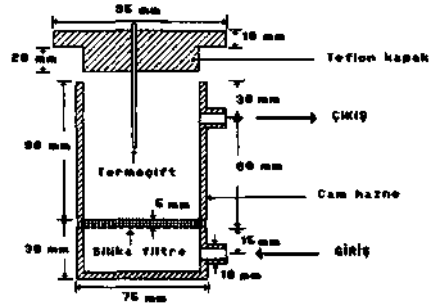 95 mm
10 mm
20 mm
Teflon kapak
30 mm
ÇIKIŞ
90 mm
60 mm
Termoçift
Cam hazne
5 mm
30 mm
Silika filtre
15 mm
GİRİŞ
10 mm
75 mm